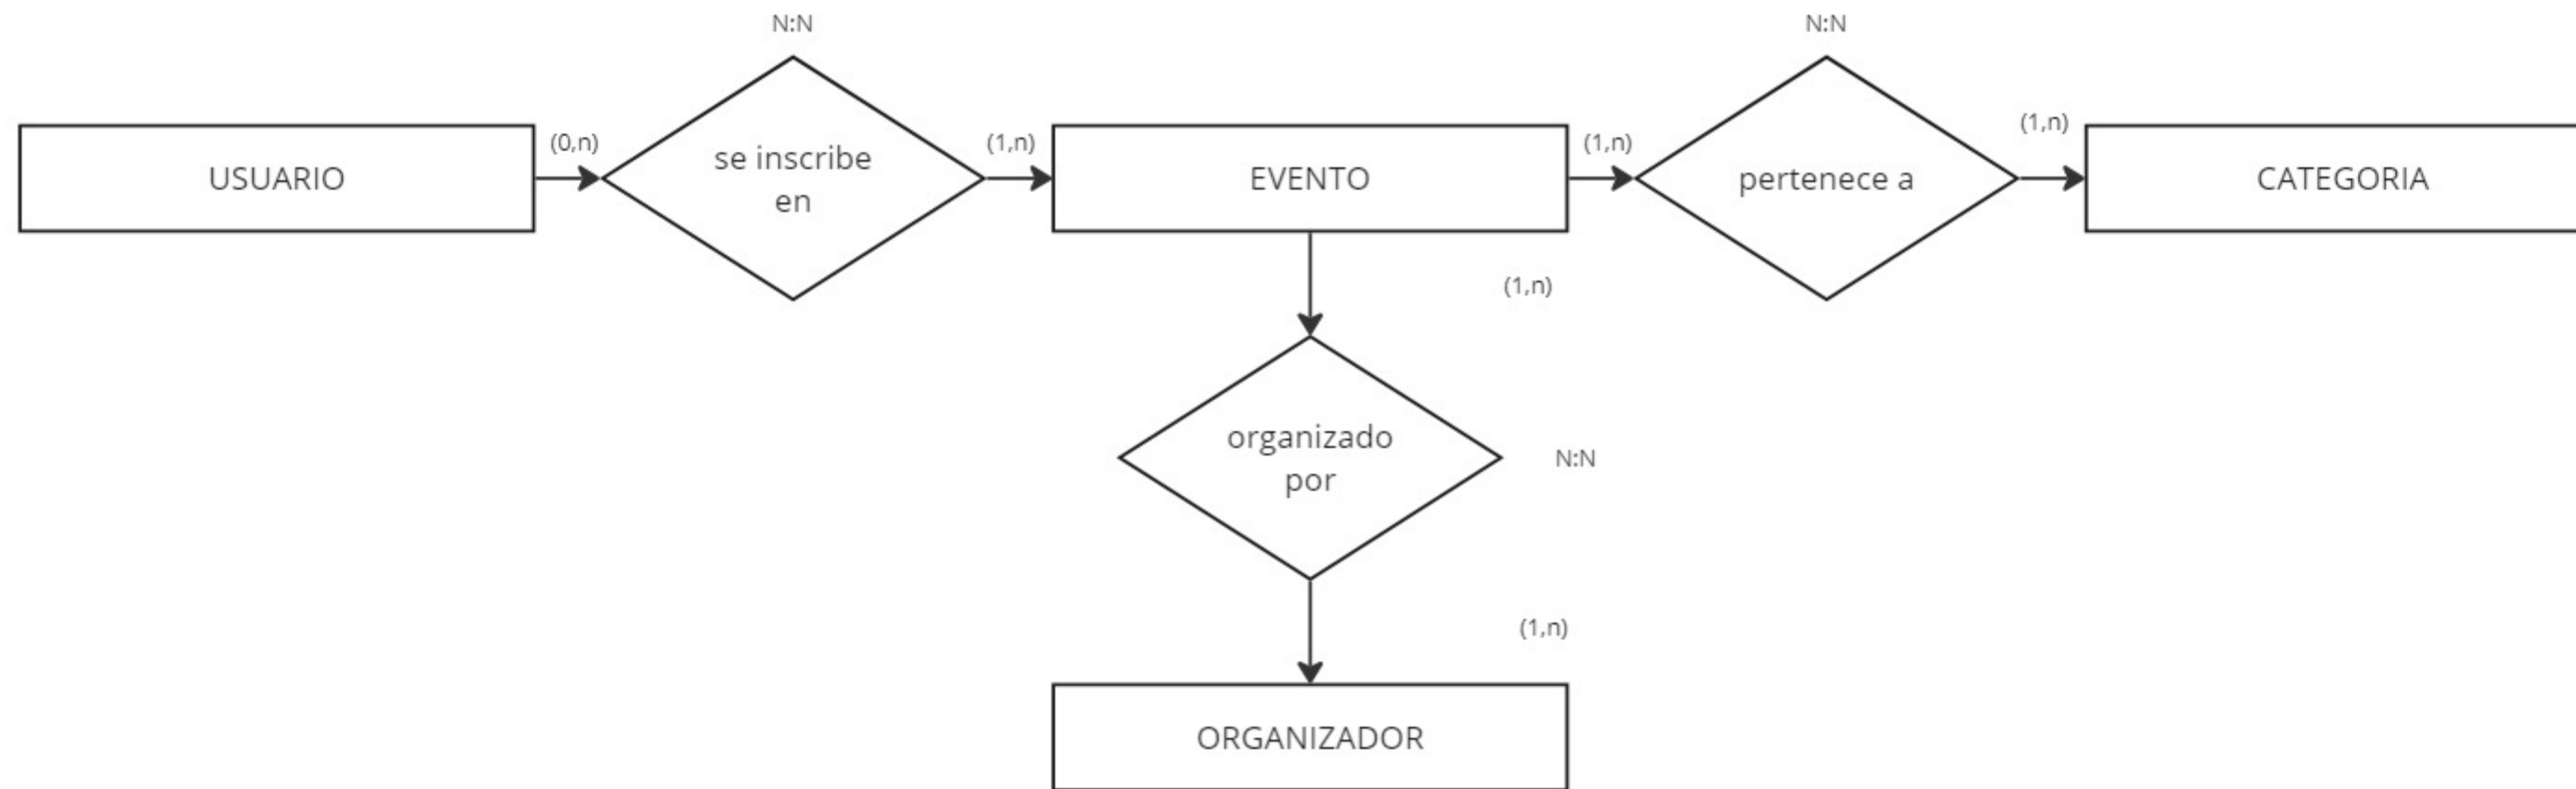 N:N
N:N
USUARIO
(0,n)
se inscribe
en
(1,n)
EVENTO
(1,n)
pertenece a
(1,n)
CATEGORIA
(1,n)
organizado
por
N:N
(1,n)
ORGANIZADOR